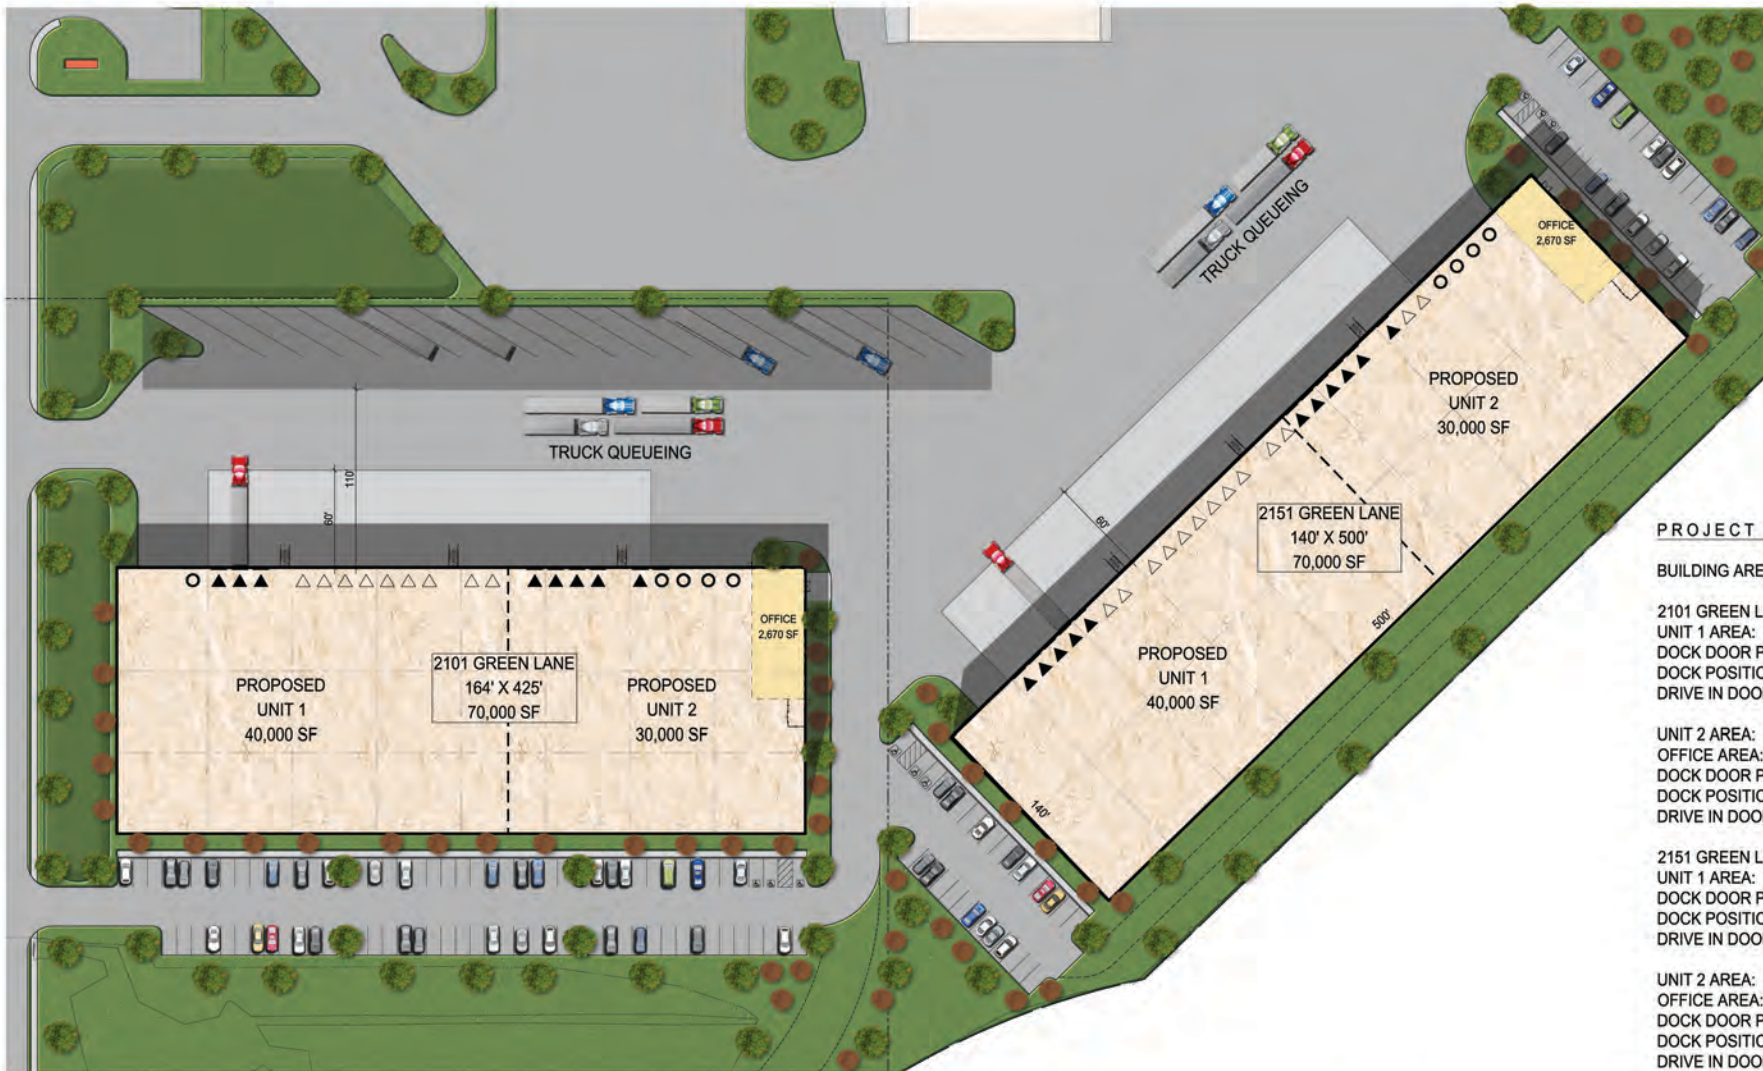 OFFICE
2,670 SF
TRUCK QUEUEING
PROPOSED
UNIT 2
30,000 SF
TRUCK QUEUEING
110'
60'
60'
2151 GREEN LANE
140' X 500'
70,000 SF
500'
PROPOSED
UNIT 1
40,000 SF
140'
OFFICE
2,670 SF
2101 GREEN LANE
164' X 425'
70,000 SF
PROPOSED
UNIT 1
40,000 SF
PROPOSED
UNIT 2
30,000 SF
PROJECT
BUILDING ARE
2101 GREEN L
UNIT 1 AREA:
DOCK DOOR P
DOCK POSITIO
DRIVE IN DOO
UNIT 2 AREA:
OFFICE AREA:
DOCK DOOR P
DOCK POSITIO
DRIVE IN DOO
2151 GREEN L
UNIT 1 AREA:
DOCK DOOR P
DOCK POSITIO
DRIVE IN DOO
UNIT 2 AREA:
OFFICE AREA:
DOCK DOOR P
DOCK POSITIO
DRIVE IN DOO